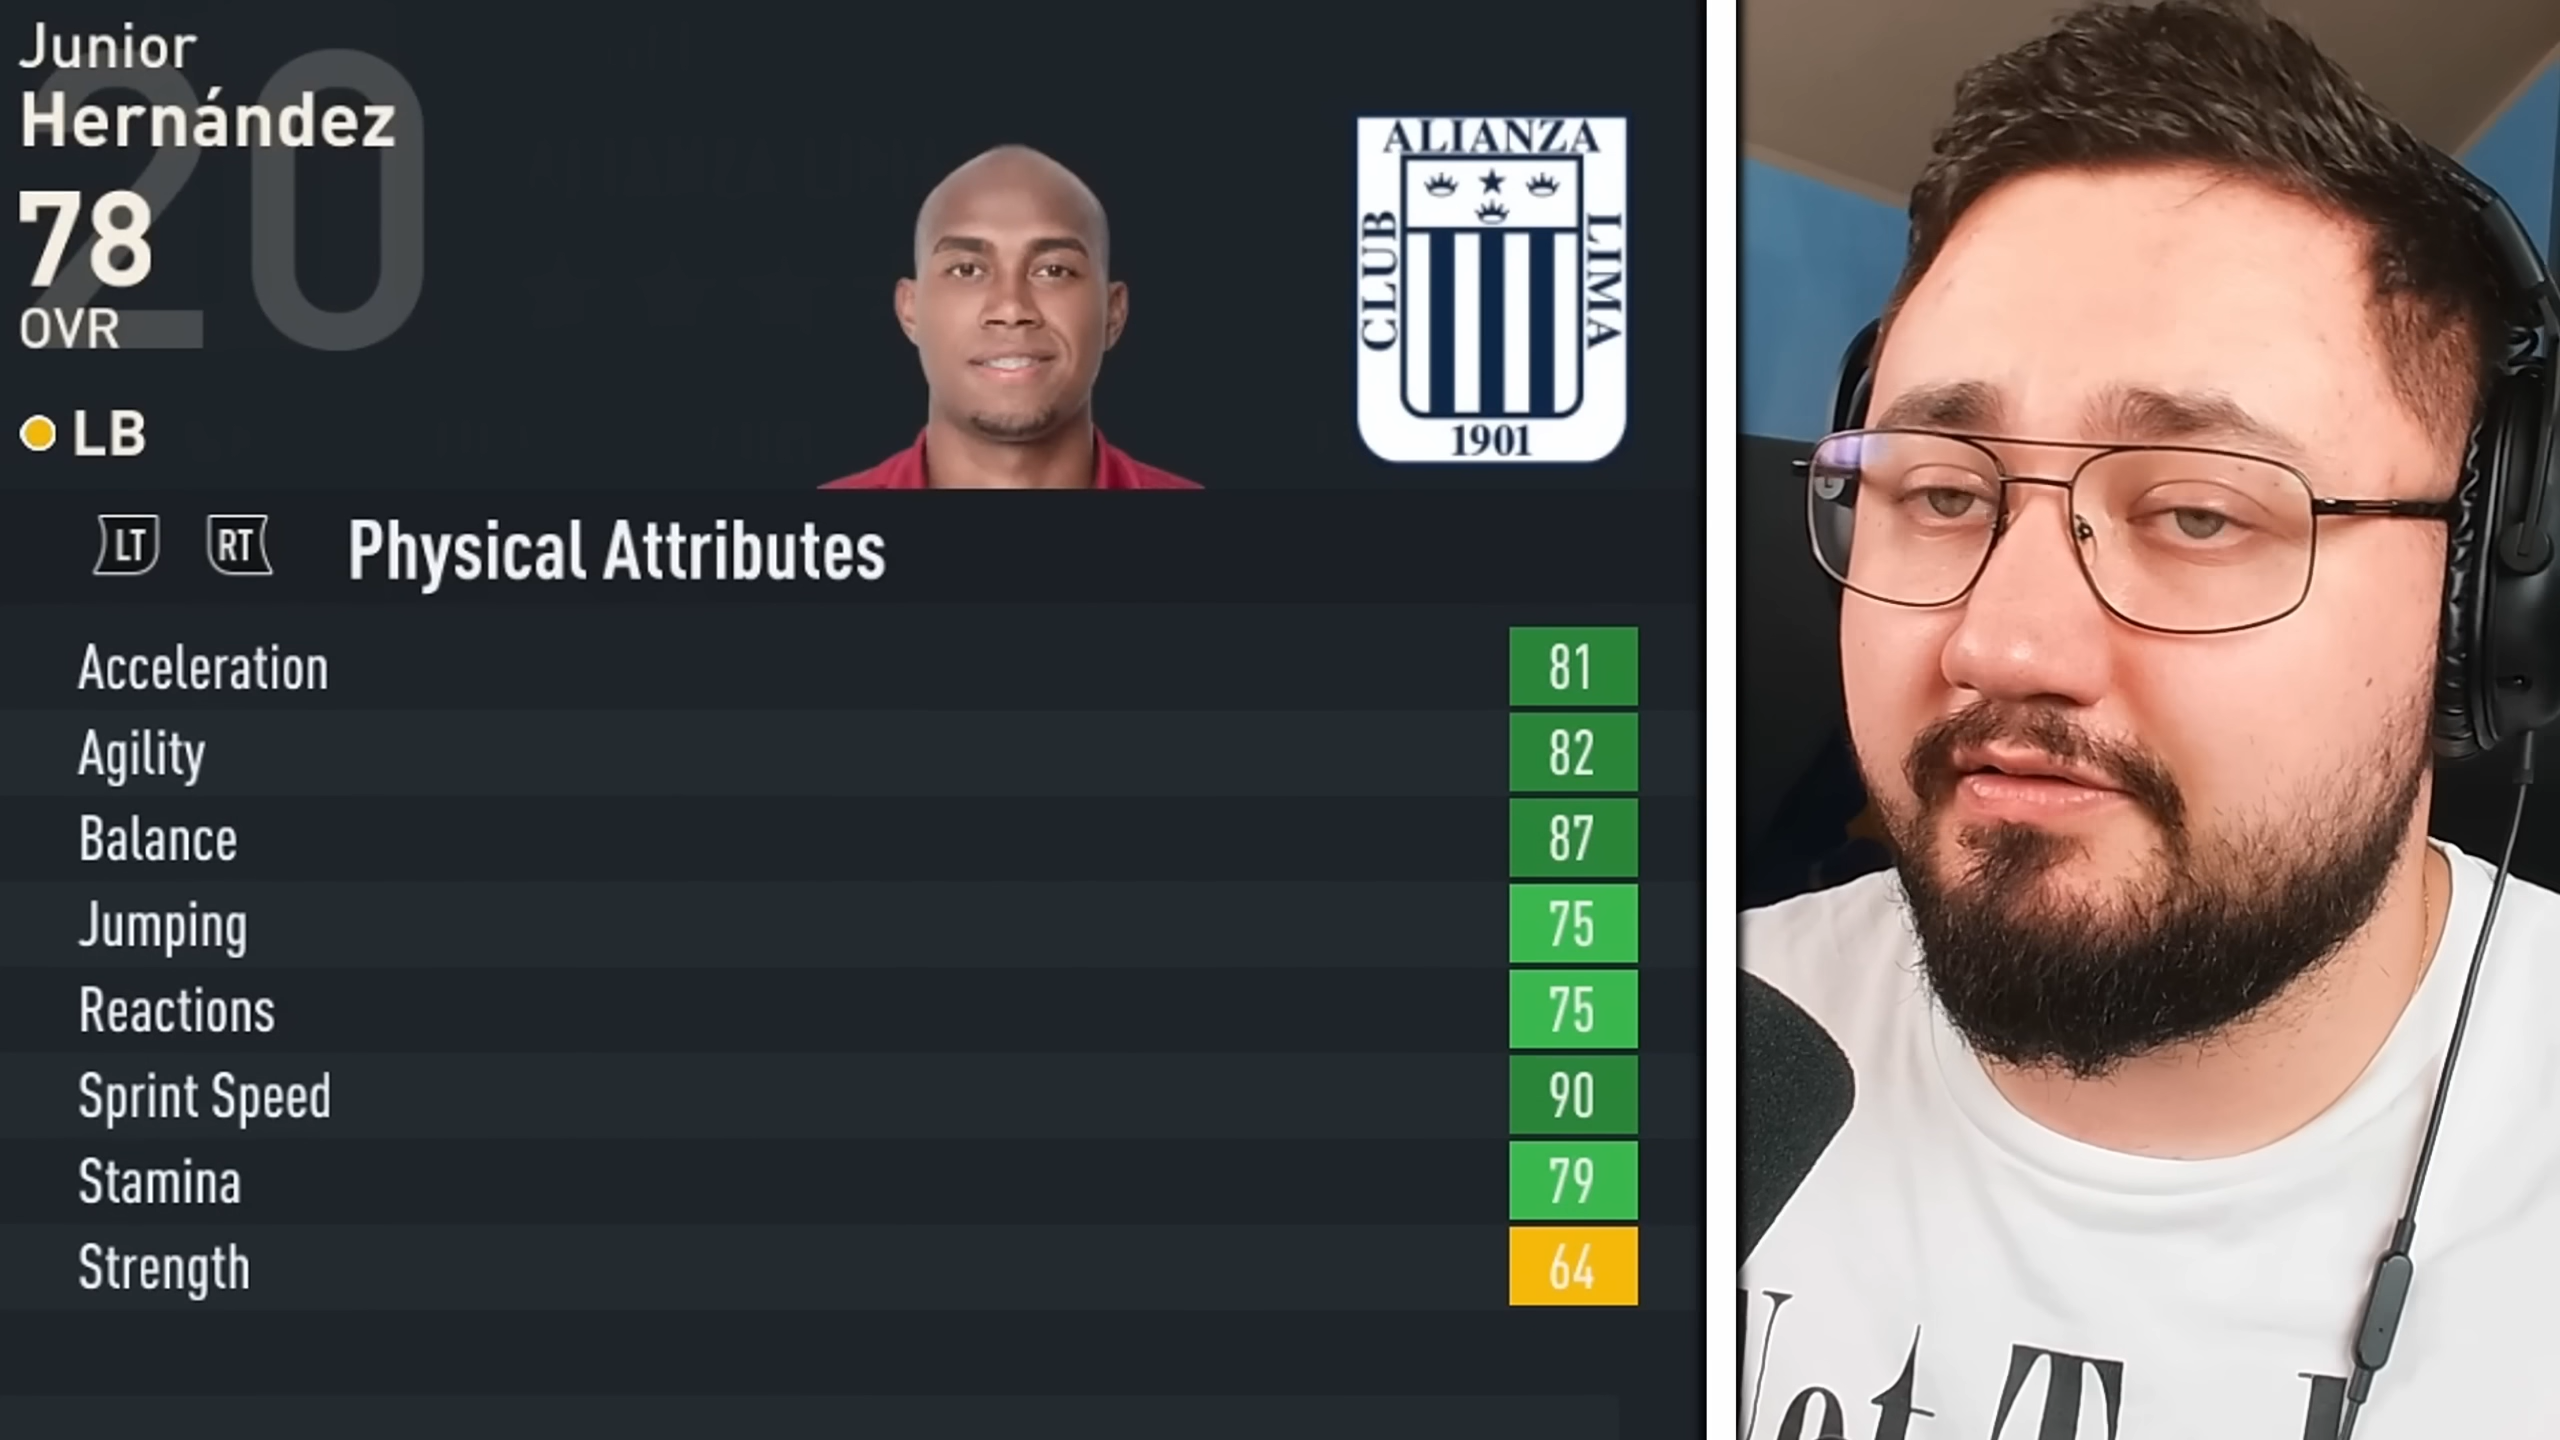 20
Junior
Hernández
78
OVR
LB
ALIANZA
CLUB
LIMA
1901
LT RT Physical Attributes
Acceleration 81
Agility 82
Balance 87
Jumping 75
Reactions 75
Sprint Speed 90
Stamina 79
Strength 64